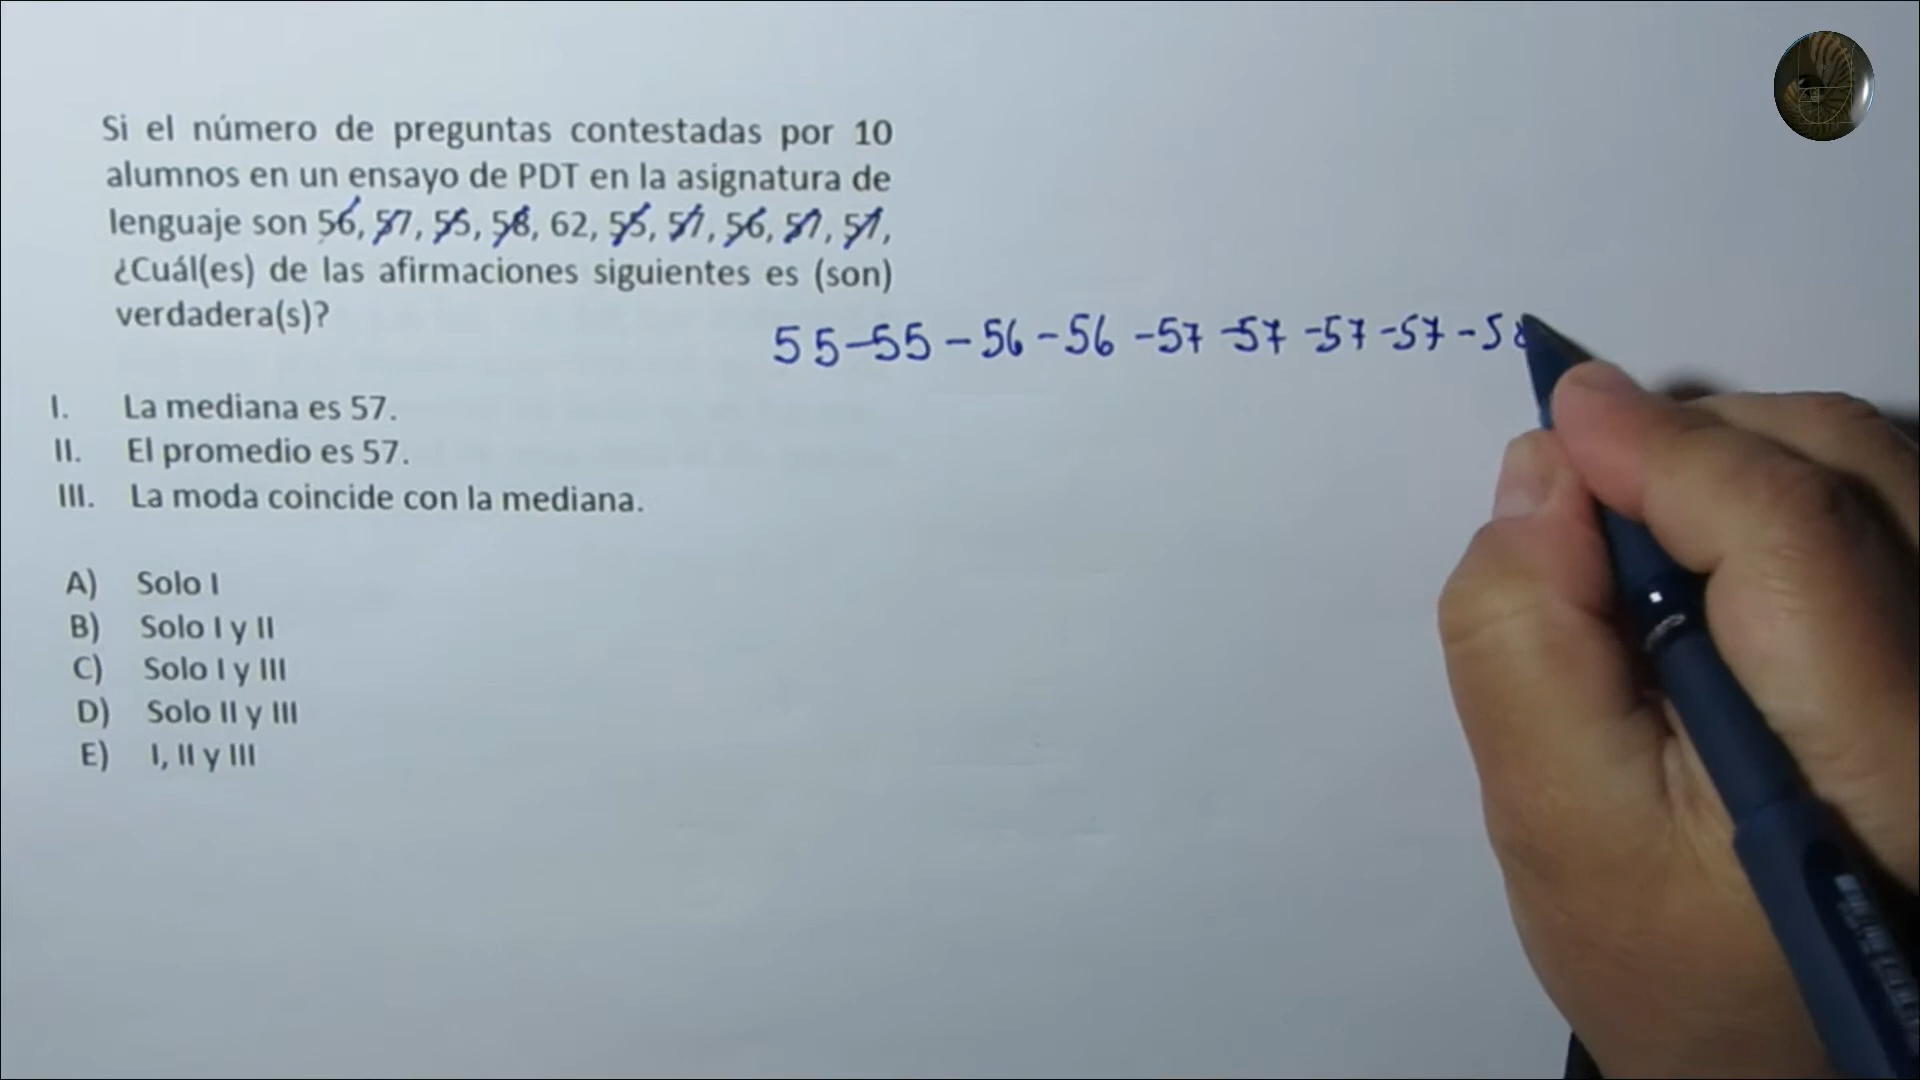 Si el número de preguntas contestadas por 10
alumnos en un ensayo de PDT en la asignatura de
lenguaje son 56, 57, 55, 58, 62, 55, 57, 56, 57, 57,
¿Cuál(es) de las afirmaciones siguientes es (son)
verdadera(s)?
55-55-56-56-57-57-57-57-58
I. La mediana es 57.
II. El promedio es 57.
III. La moda coincide con la mediana.
A) Solo I
B) Solo I y II
C) Solo I y III
D) Solo II y III
E) I, II y III